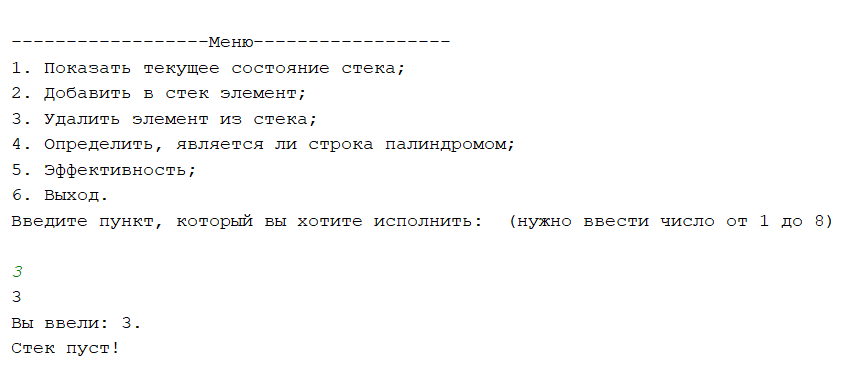 ------------------Меню------------------
1. Показать текущее состояние стека;
2. Добавить в стек элемент;
3. Удалить элемент из стека;
4. Определить, является ли строка палиндромом;
5. Эффективность;
6. Выход.
Введите пункт, который вы хотите исполнить:  (нужно ввести число от 1 до 8)
3
3
Вы ввели: 3.
Стек пуст!